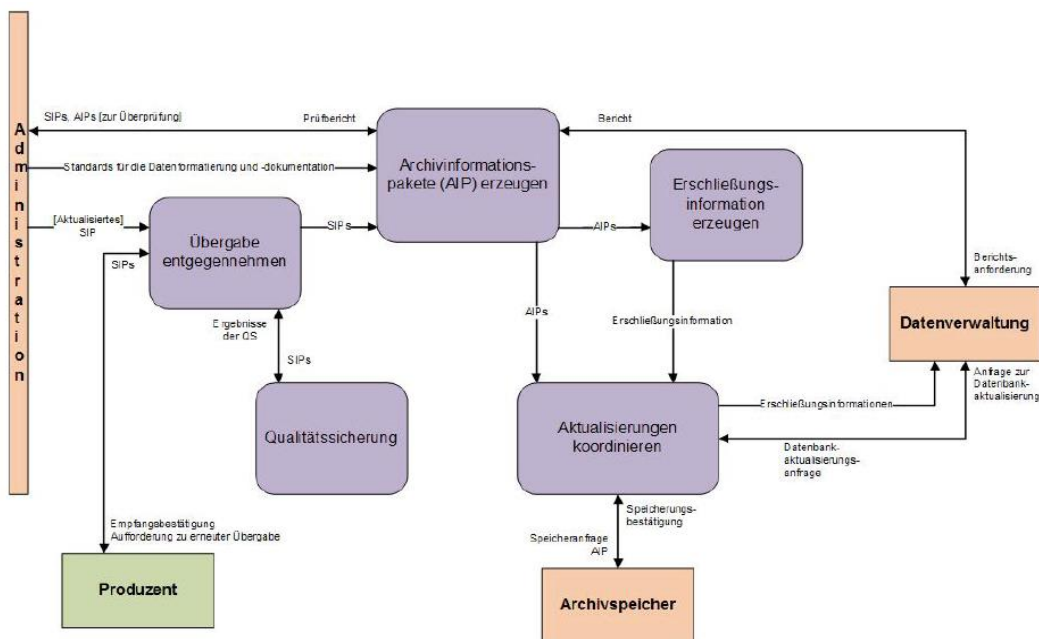 Administration
SIPs, AIPs [zur Überprüfung]
Prüfbericht
Bericht
Archivinformations-
pakete (AIP) erzeugen
Standards für die Datenformatierung und -dokumentation
Erschließungs-
information
erzeugen
[Aktualisiertes]
SIP
Übergabe
entgegennehmen
SIPs
AIPs
SIPs
Berichts-
anforderung
Datenverwaltung
AIPs
Erschließungsinformation
Ergebnisse
der QS
SIPs
Anfrage zur
Datenbank-
aktualisierung
Qualitätssicherung
Aktualisierungen
koordinieren
Erschließungsinformationen
Datenbank-
aktualisierungs-
anfrage
Speicherungs-
bestätigung
Empfangsbestätigung
Aufforderung zu erneuter Übergabe
Speicheranfrage
AIP
Produzent
Archivspeicher